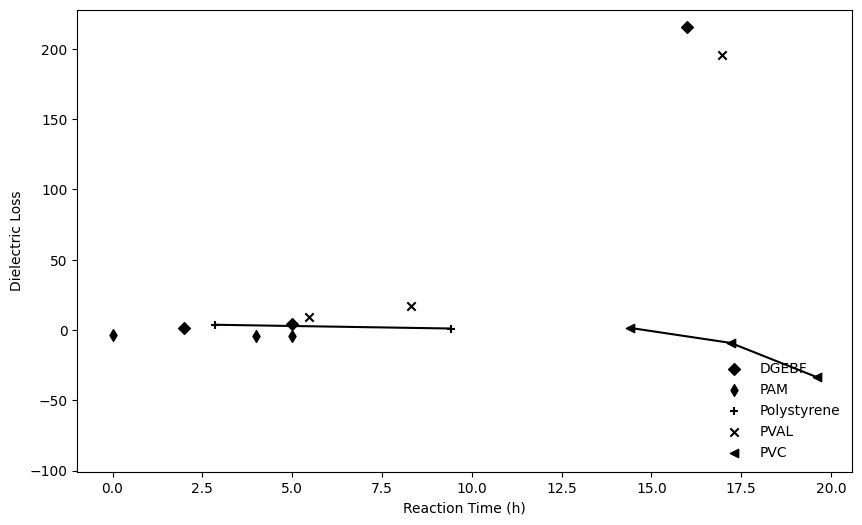 200
150
100
50
0
−50
−100
Dielectric Loss
0.0 2.5 5.0 7.5 10.0 12.5 15.0 17.5 20.0
Reaction Time (h)
DGEBF
PAM
Polystyrene
PVAL
PVC